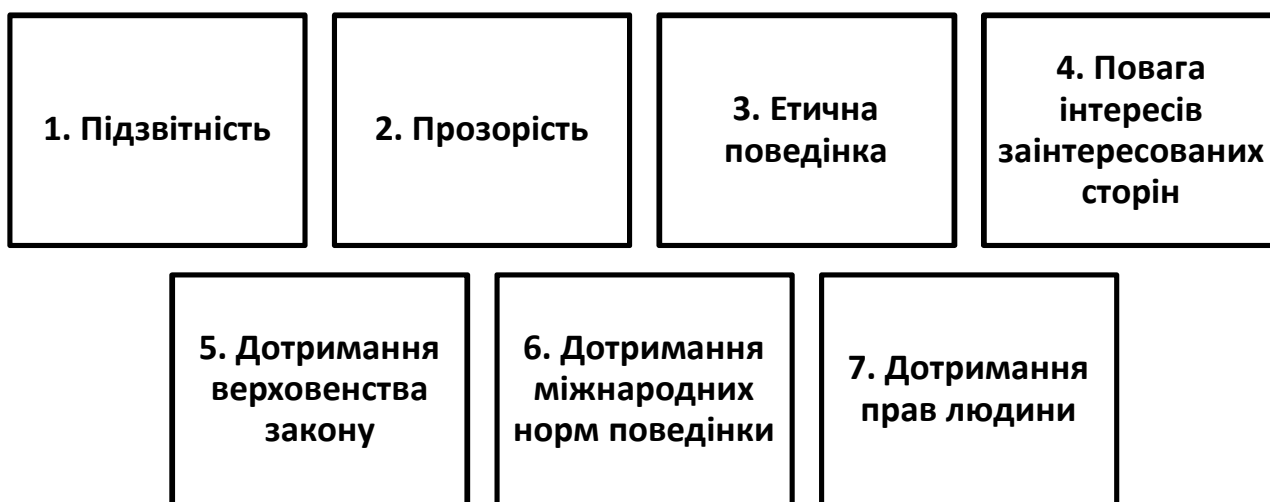 1. Підзвітність
2. Прозорість
3. Етична
поведінка
4. Повага
інтересів
заінтересованих
сторін
5. Дотримання
верховенства
закону
6. Дотримання
міжнародних
норм поведінки
7. Дотримання
прав людини